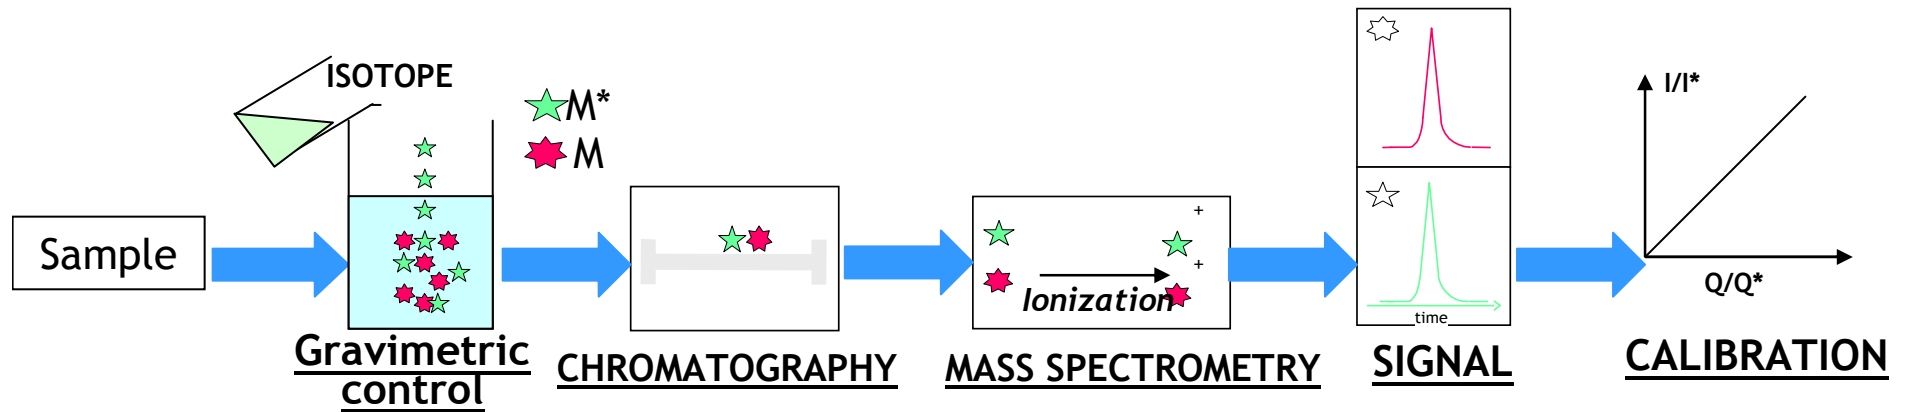 ISOTOPE
M*
M
Sample
Gravimetric
control
CHROMATOGRAPHY
+
+
Ionization
MASS SPECTROMETRY
time
SIGNAL
I/I*
Q/Q*
CALIBRATION